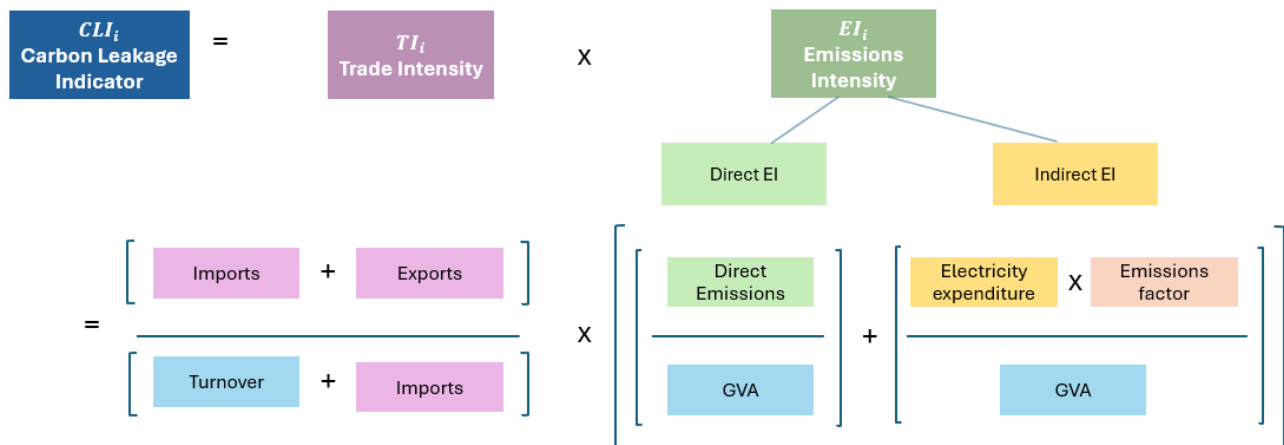 CLIᵢ
Carbon Leakage
Indicator
=
TIᵢ
Trade Intensity
X
EIᵢ
Emissions
Intensity
Direct EI
Indirect EI
=
Imports
+
Exports
Turnover
+
Imports
X
Direct
Emissions
GVA
+
Electricity
expenditure
X
Emissions
factor
GVA